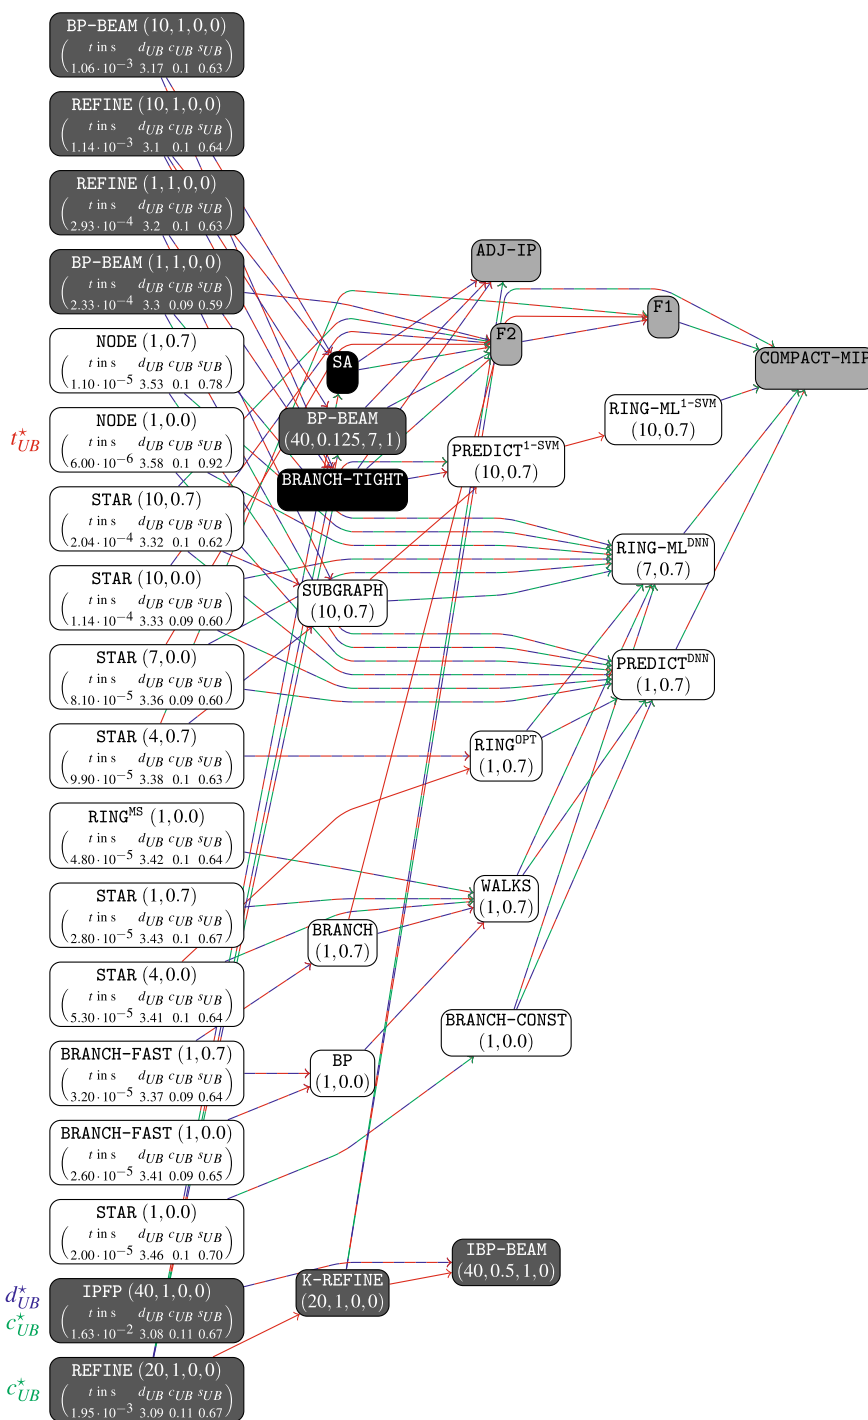 BP-BEAM (10,1,0,0)
t in s d_UB c_UB s_UB
1.06·10^−3 3.17 0.1 0.63
REFINE (10,1,0,0)
t in s d_UB c_UB s_UB
1.14·10^−3 3.1 0.1 0.64
REFINE (1,1,0,0)
t in s d_UB c_UB s_UB
2.93·10^−4 3.2 0.1 0.63
BP-BEAM (1,1,0,0)
t in s d_UB c_UB s_UB
2.33·10^−4 3.3 0.09 0.59
NODE (1,0.7)
t in s d_UB c_UB s_UB
1.10·10^−5 3.53 0.1 0.78
t*_UB
NODE (1,0.0)
t in s d_UB c_UB s_UB
6.00·10^−6 3.58 0.1 0.92
STAR (10,0.7)
t in s d_UB c_UB s_UB
2.04·10^−4 3.32 0.1 0.62
STAR (10,0.0)
t in s d_UB c_UB s_UB
1.14·10^−4 3.33 0.09 0.60
STAR (7,0.0)
t in s d_UB c_UB s_UB
8.10·10^−5 3.36 0.09 0.60
STAR (4,0.7)
t in s d_UB c_UB s_UB
9.90·10^−5 3.38 0.1 0.63
RING^MS (1,0.0)
t in s d_UB c_UB s_UB
4.80·10^−5 3.42 0.1 0.64
STAR (1,0.7)
t in s d_UB c_UB s_UB
2.80·10^−5 3.43 0.1 0.67
STAR (4,0.0)
t in s d_UB c_UB s_UB
5.30·10^−5 3.41 0.1 0.64
BRANCH-FAST (1,0.7)
t in s d_UB c_UB s_UB
3.20·10^−5 3.37 0.09 0.64
BRANCH-FAST (1,0.0)
t in s d_UB c_UB s_UB
2.60·10^−5 3.41 0.09 0.65
STAR (1,0.0)
t in s d_UB c_UB s_UB
2.00·10^−5 3.46 0.1 0.70
d*_UB
c*_UB
IPFP (40,1,0,0)
t in s d_UB c_UB s_UB
1.63·10^−2 3.08 0.11 0.67
c*_UB
REFINE (20,1,0,0)
t in s d_UB c_UB s_UB
1.95·10^−3 3.09 0.11 0.67
SA
BP-BEAM
(40,0.125,7,1)
BRANCH-TIGHT
SUBGRAPH
(10,0.7)
BRANCH
(1,0.7)
BP
(1,0.0)
K-REFINE
(20,1,0,0)
ADJ-IP
F2
PREDICT^1-SVM
(10,0.7)
RING^OPT
(1,0.7)
WALKS
(1,0.7)
BRANCH-CONST
(1,0.0)
IBP-BEAM
(40,0.5,1,0)
F1
RING-ML^1-SVM
(10,0.7)
RING-ML^DNN
(7,0.7)
PREDICT^DNN
(1,0.7)
COMPACT-MIP